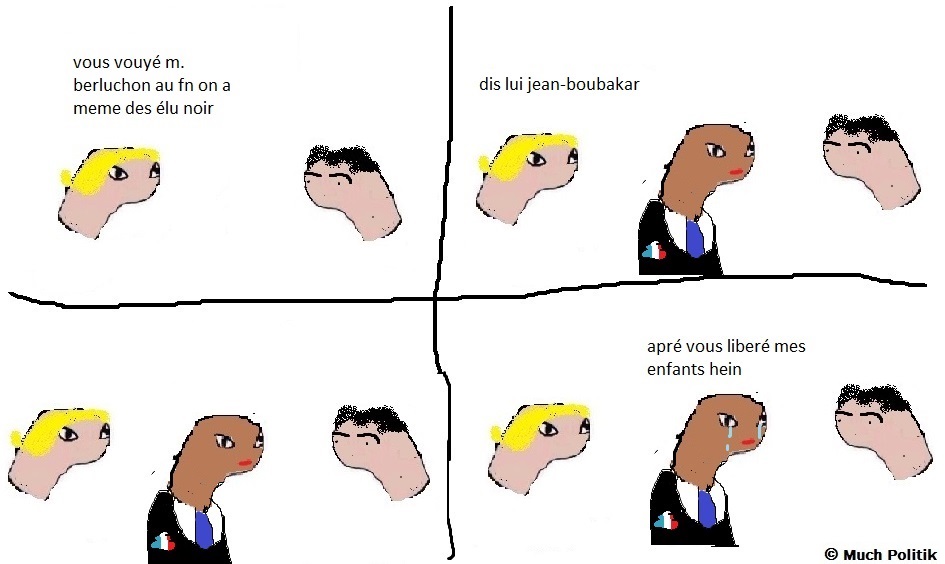 vous vouyé m.
berluchon au fn on a
meme des élu noir
dis lui jean-boubakar
apré vous liberé mes
enfants hein
© Much Politik